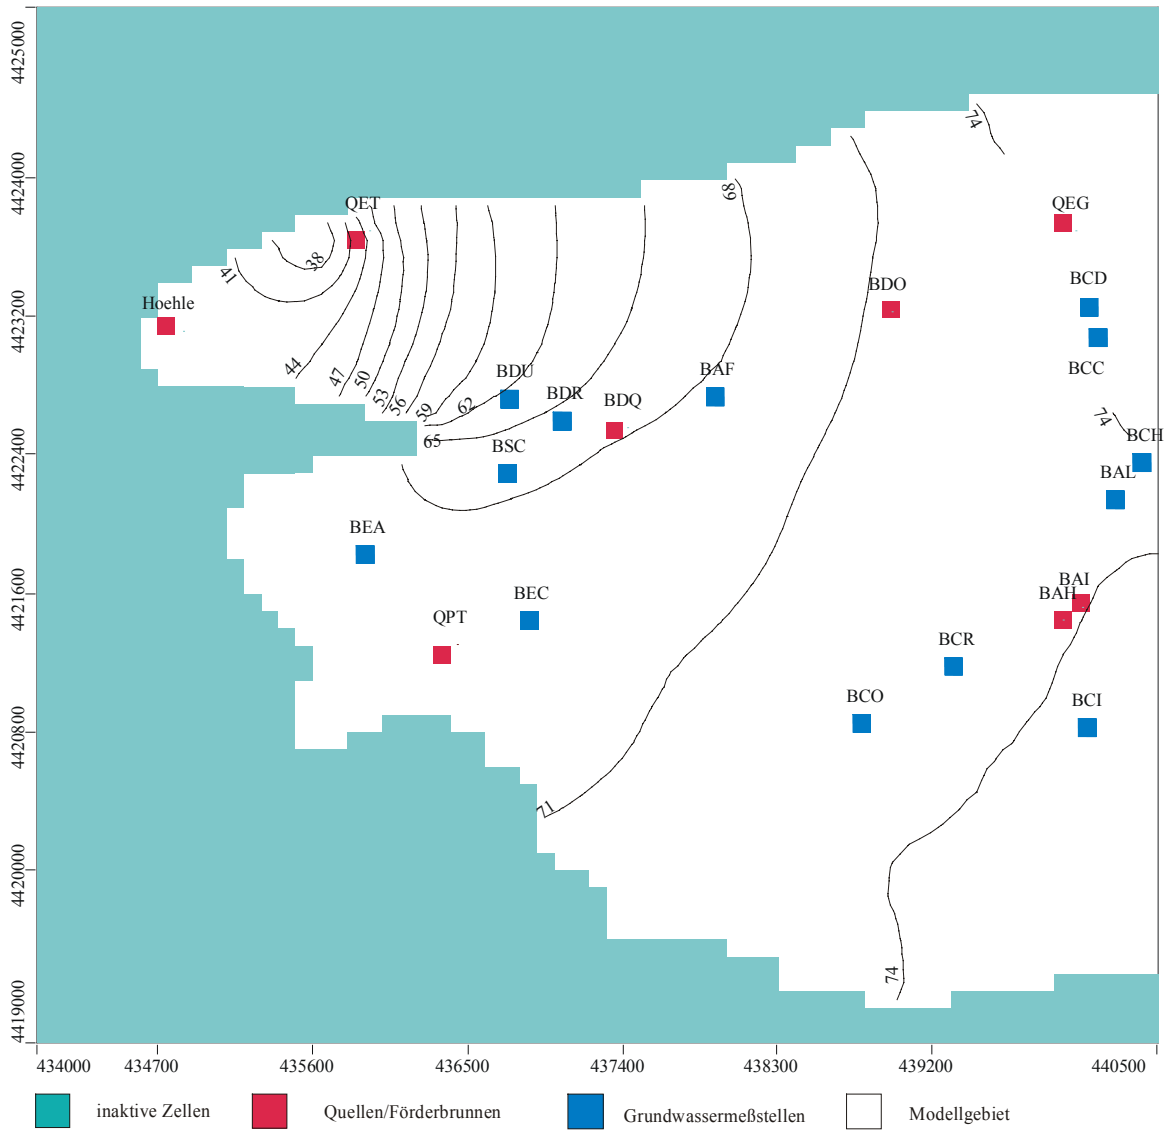 4425000
74
4424000
68
QET
QEG
38
41
BCD
BDO
Hoehle
4423200
BCC
44
47
50
53
56
59
62
65
BDU
BDR
BDQ
BAF
74
BCH
4422400
BSC
BAL
BEA
4421600
BAI
BAH
BEC
QPT
BCR
BCO
BCI
4420800
71
4420000
74
4419000
434000 434700 435600 436500 437400 438300 439200 440500
inaktive Zellen Quellen/Förderbrunnen Grundwassermeßstellen Modellgebiet